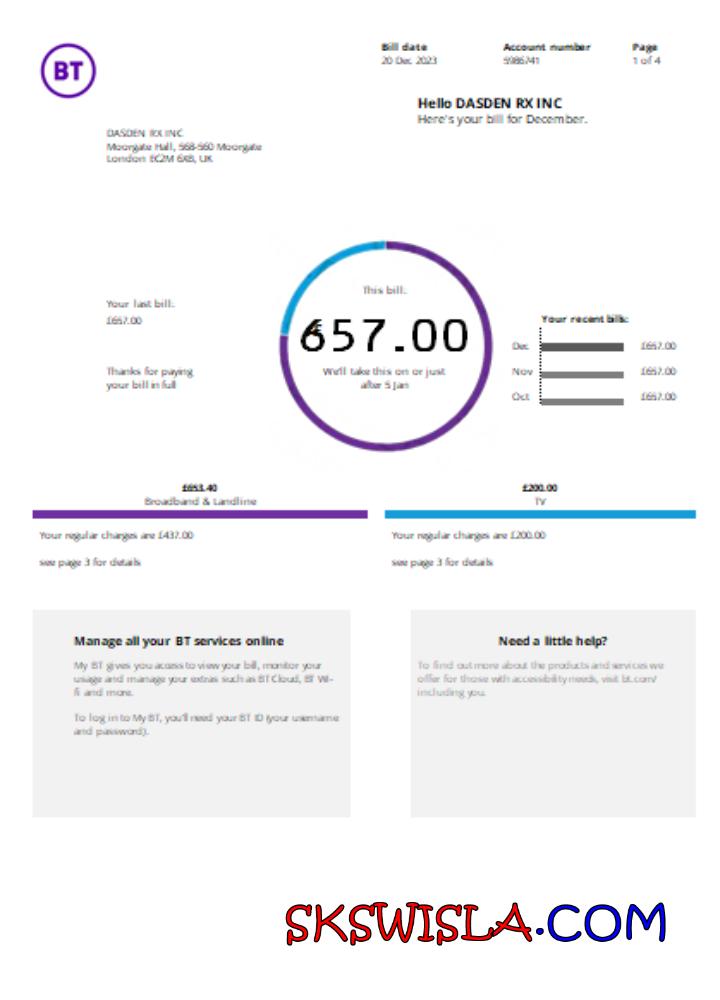 BT
Bill date Account number Page
20 Dec 2023 5986741 1 of 4
Hello DASDEN RX INC
Here's your bill for December.
DASDEN RX INC
Moorgate Hall, 568-560 Moorgate
London EC2M 6XB, UK
This bill:
657.00
We'll take this on or just
after 5 Jan
Your last bill:
£657.00
Thanks for paying
your bill in full
Your recent bills:
Dec £657.00
Nov £657.00
Oct £657.00
£653.40
Broadband & Landline
Your regular charges are £437.00
see page 3 for details
£200.00
TV
Your regular charges are £200.00
see page 3 for details
Manage all your BT services online
My BT gives you access to view your bill, monitor your
usage and manage your extras such as BT Cloud, BT Wi-
fi and more.
To log in to My BT, you'll need your BT ID (your username
and password).
Need a little help?
To find out more about the products and services we
offer for those with accessibility needs, visit bt.com/
including you.
SKSWISLA.COM